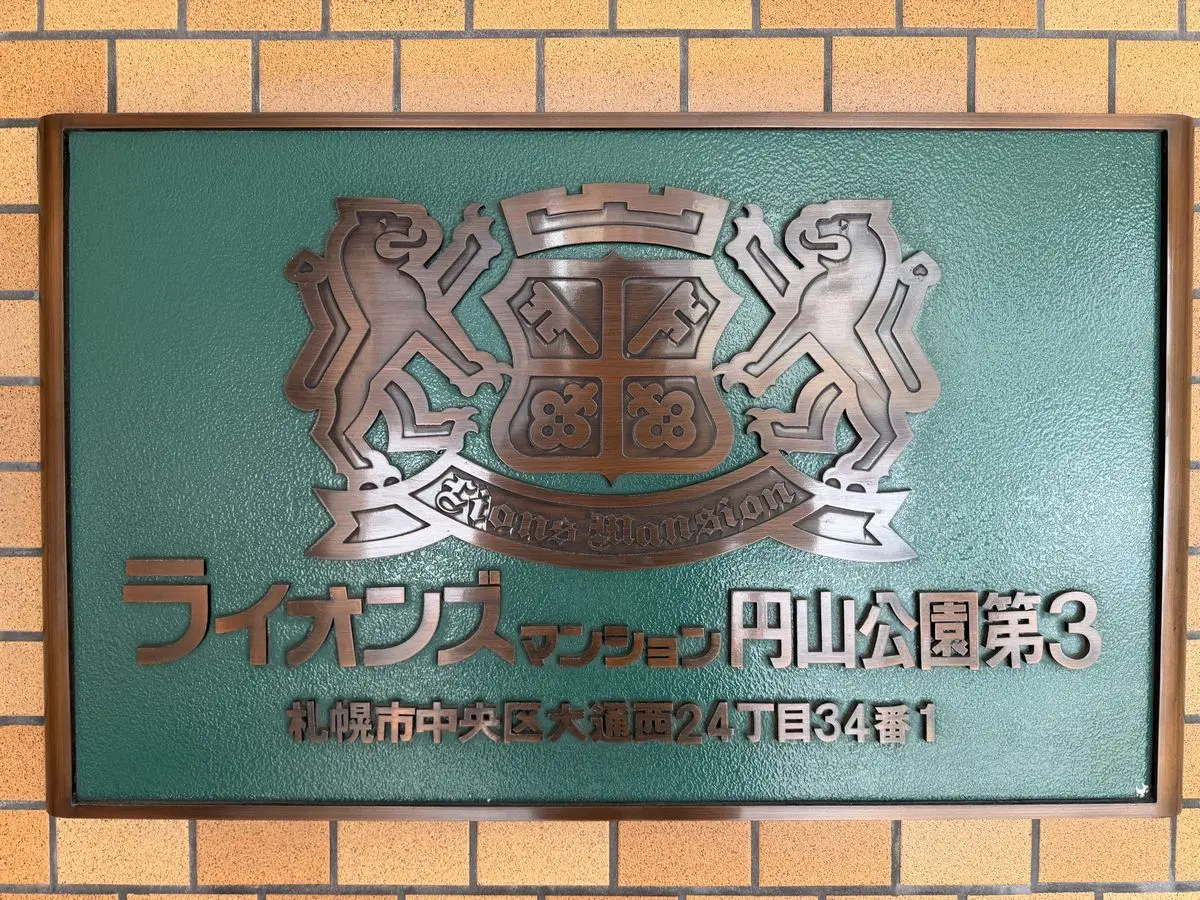 Lions Mansion
ライオンズマンション円山公園第3
札幌市中央区大通西24丁目34番1